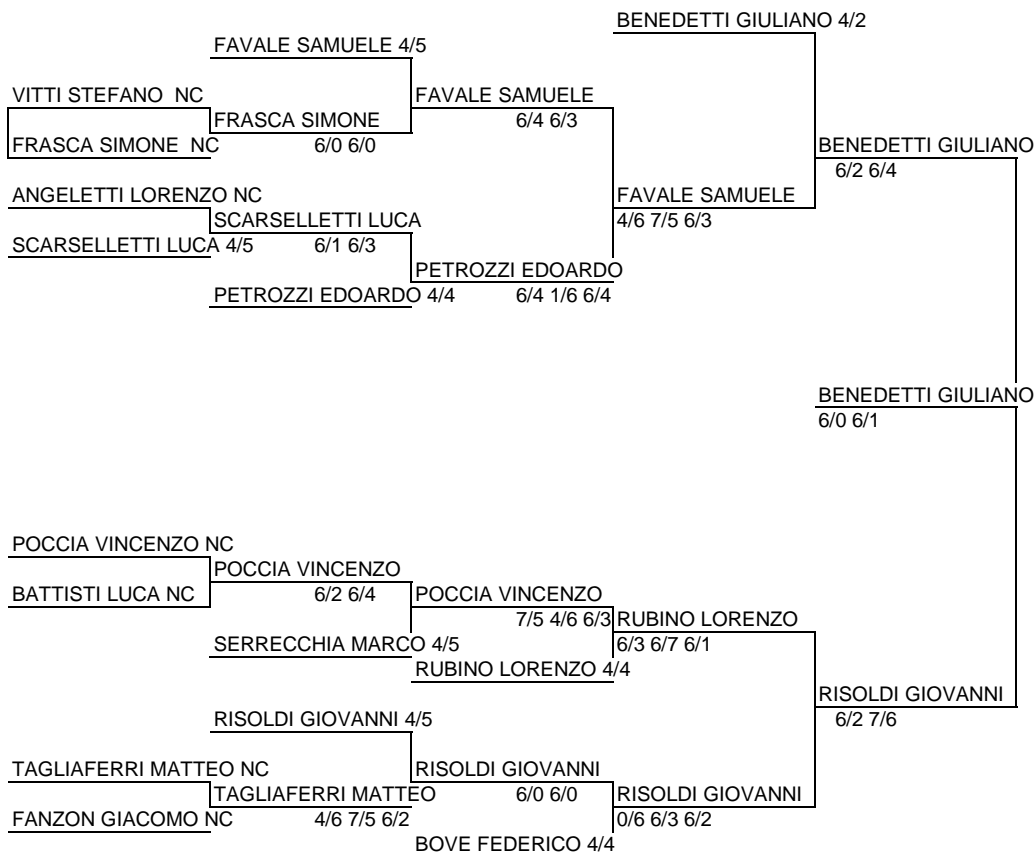 BENEDETTI GIULIANO 4/2
FAVALE SAMUELE 4/5
VITTI STEFANO  NC
FAVALE SAMUELE
FRASCA SIMONE
6/4 6/3
FRASCA SIMONE  NC
6/0 6/0
BENEDETTI GIULIANO
6/2 6/4
ANGELETTI LORENZO NC
FAVALE SAMUELE
SCARSELLETTI LUCA
4/6 7/5 6/3
SCARSELLETTI LUCA 4/5
6/1 6/3
PETROZZI EDOARDO
PETROZZI EDOARDO 4/4
6/4 1/6 6/4
BENEDETTI GIULIANO
6/0 6/1
POCCIA VINCENZO NC
POCCIA VINCENZO
BATTISTI LUCA NC
6/2 6/4
POCCIA VINCENZO
7/5 4/6 6/3
RUBINO LORENZO
SERRECCHIA MARCO 4/5
6/3 6/7 6/1
RUBINO LORENZO 4/4
RISOLDI GIOVANNI
RISOLDI GIOVANNI 4/5
6/2 7/6
TAGLIAFERRI MATTEO NC
RISOLDI GIOVANNI
TAGLIAFERRI MATTEO
6/0 6/0
RISOLDI GIOVANNI
FANZON GIACOMO NC
4/6 7/5 6/2
0/6 6/3 6/2
BOVE FEDERICO 4/4